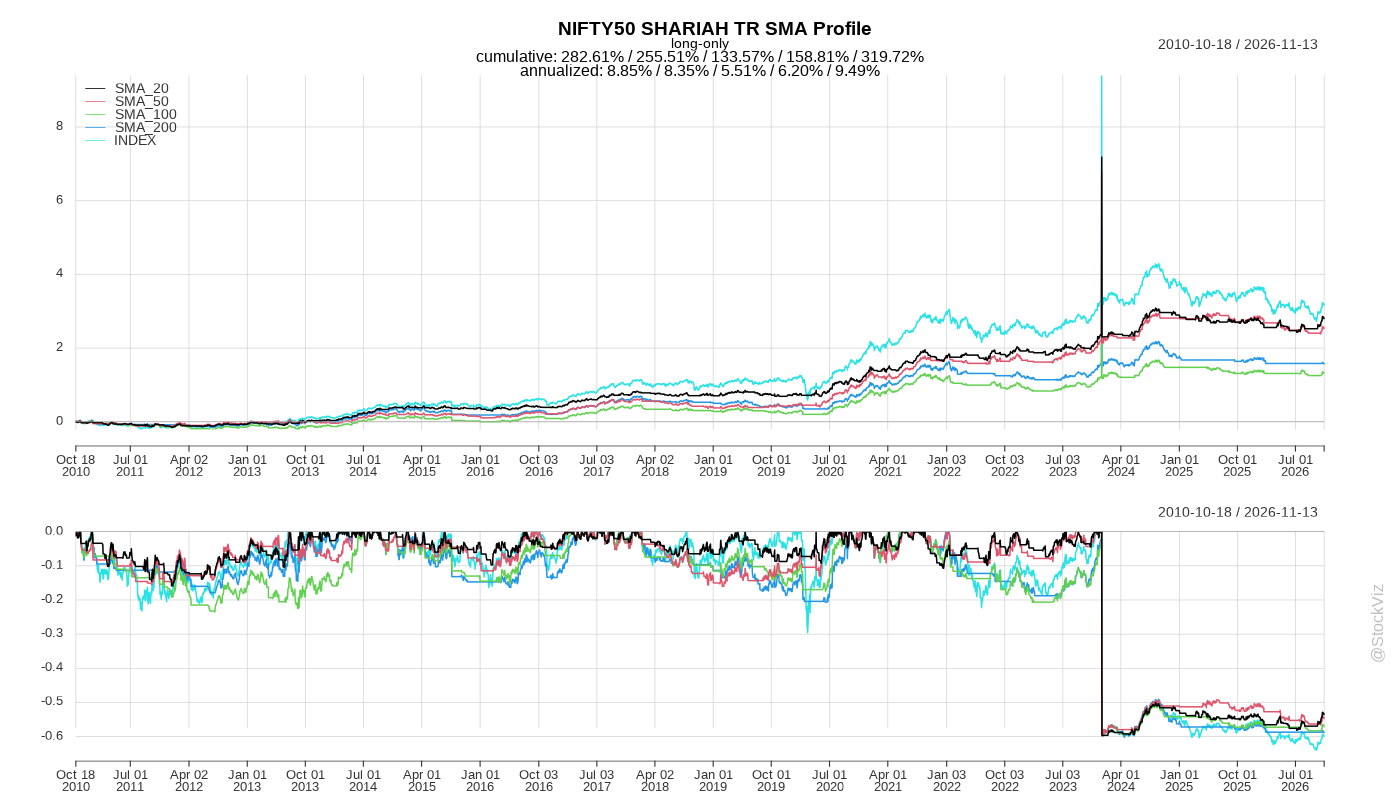 NIFTY50 SHARIAH TR SMA Profile
long-only
cumulative: 282.61% / 255.51% / 133.57% / 158.81% / 319.72%
annualized: 8.85% / 8.35% / 5.51% / 6.20% / 9.49%
2010-10-18 / 2026-11-13
SMA_20
SMA_50
SMA_100
SMA_200
INDEX
8
6
4
2
0
Oct 18 Jul 01 Apr 02 Jan 01 Oct 01 Jul 01 Apr 01 Jan 01 Oct 03 Jul 03 Apr 02 Jan 01 Oct 01 Jul 01 Apr 01 Jan 03 Oct 03 Jul 03 Apr 01 Jan 01 Oct 01 Jul 01
2010 2011 2012 2013 2013 2014 2015 2016 2016 2017 2018 2019 2019 2020 2021 2022 2022 2023 2024 2025 2025 2026
2010-10-18 / 2026-11-13
0.0
-0.1
-0.2
-0.3
-0.4
-0.5
-0.6
Oct 18 Jul 01 Apr 02 Jan 01 Oct 01 Jul 01 Apr 01 Jan 01 Oct 03 Jul 03 Apr 02 Jan 01 Oct 01 Jul 01 Apr 01 Jan 03 Oct 03 Jul 03 Apr 01 Jan 01 Oct 01 Jul 01
2010 2011 2012 2013 2013 2014 2015 2016 2016 2017 2018 2019 2019 2020 2021 2022 2022 2023 2024 2025 2025 2026
@StockViz